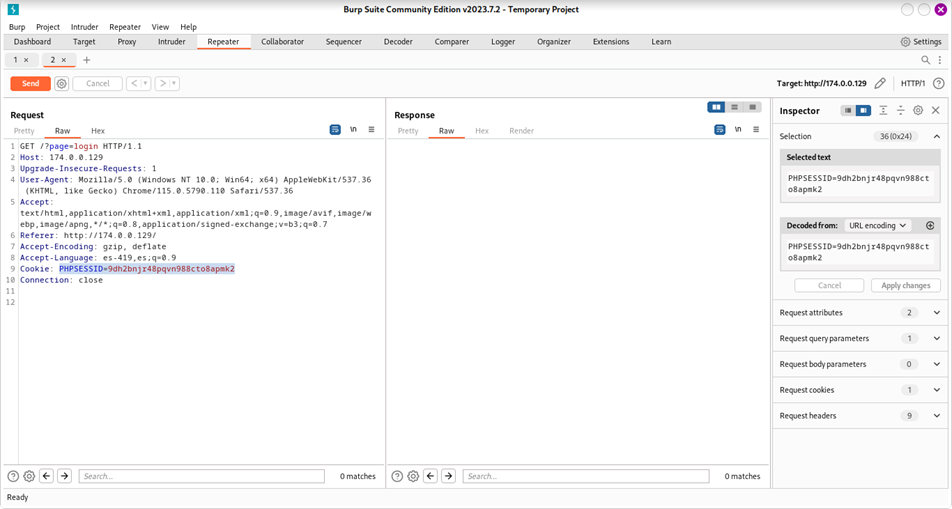 Burp Suite Community Edition v2023.7.2 - Temporary Project
Burp Project Intruder Repeater View Help
Dashboard Target Proxy Intruder Repeater Collaborator Sequencer Decoder Comparer Logger Organizer Extensions Learn Settings
1 × 2 × +
Send Cancel < > Target: http://174.0.0.129 HTTP/1 ?
Request
Pretty Raw Hex \n
1 GET /?page=login HTTP/1.1
2 Host: 174.0.0.129
3 Upgrade-Insecure-Requests: 1
4 User-Agent: Mozilla/5.0 (Windows NT 10.0; Win64; x64) AppleWebKit/537.36
(KHTML, like Gecko) Chrome/115.0.5790.110 Safari/537.36
5 Accept:
text/html,application/xhtml+xml,application/xml;q=0.9,image/avif,image/w
ebp,image/apng,*/*;q=0.8,application/signed-exchange;v=b3;q=0.7
6 Referer: http://174.0.0.129/
7 Accept-Encoding: gzip, deflate
8 Accept-Language: es-419,es;q=0.9
9 Cookie: PHPSESSID=9dh2bnjr48pqvn988cto8apmk2
10 Connection: close
11
12
? Search... 0 matches
Response
Pretty Raw Hex Render \n
? Search... 0 matches
Inspector
Selection 36 (0x24)
Selected text
PHPSESSID=9dh2bnjr48pqvn988ct
o8apmk2
Decoded from: URL encoding
PHPSESSID=9dh2bnjr48pqvn988ct
o8apmk2
Cancel Apply changes
Request attributes 2
Request query parameters 1
Request body parameters 0
Request cookies 1
Request headers 9
Ready